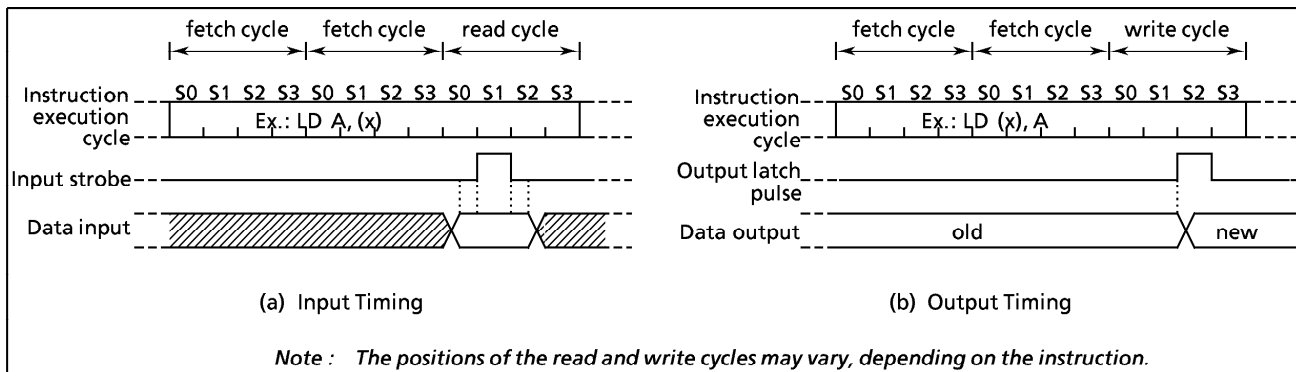 fetch cycle fetch cycle read cycle
S0 S1 S2 S3 S0 S1 S2 S3 S0 S1 S2 S3
Instruction
execution
cycle
Ex.: LD A, (x)
Input strobe
Data input
(a) Input Timing
fetch cycle fetch cycle write cycle
S0 S1 S2 S3 S0 S1 S2 S3 S0 S1 S2 S3
Instruction
execution
cycle
Ex.: LD (x), A
Output latch
pulse
Data output
old
new
(b) Output Timing
Note : The positions of the read and write cycles may vary, depending on the instruction.